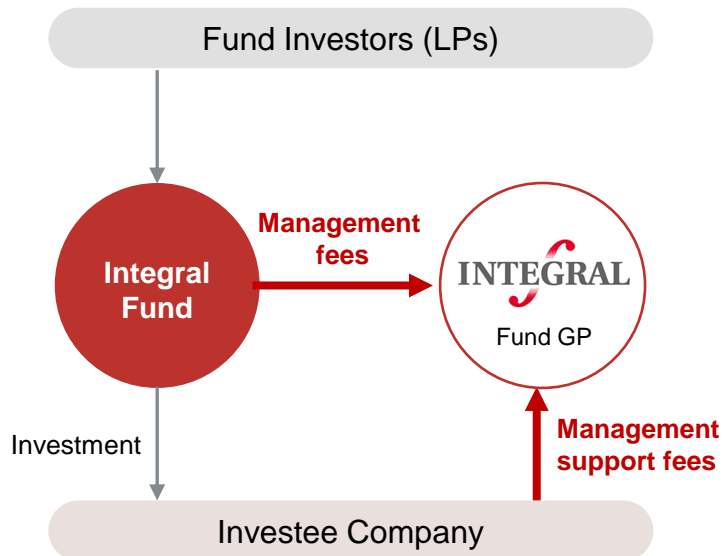 Fund Investors (LPs)
Management
fees
Integral
Fund
INTEGRAL
Fund GP
Investment
Management
support fees
Investee Company